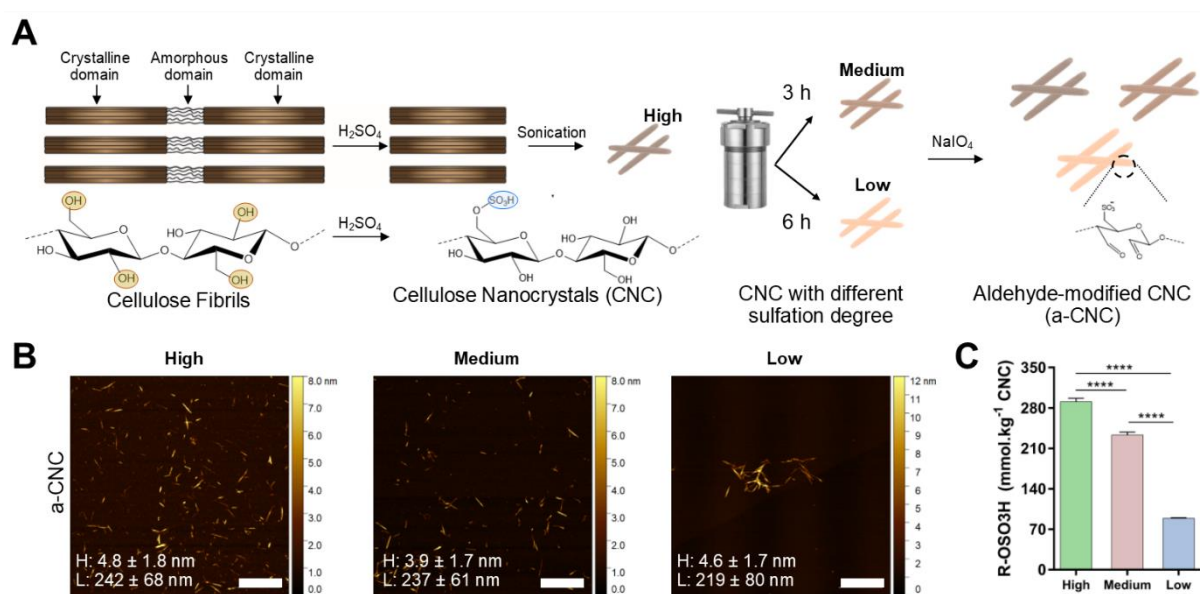 A
Crystalline domain
Amorphous domain
Crystalline domain
H₂SO₄
Sonication
High
3 h
Medium
6 h
Low
NaIO₄
OH
OH
HO
HO
O
O
O
OH
OH
O
H₂SO₄
SO₃H
O
HO
O
OH
O
HO
OH
O
OH
HO
O
SO₃⁻
O
O
O
O
O
Cellulose Fibrils
Cellulose Nanocrystals (CNC)
CNC with different
sulfation degree
Aldehyde-modified CNC
(a-CNC)
B
High
Medium
Low
a-CNC
H: 4.8 ± 1.8 nm
L: 242 ± 68 nm
8.0 nm
7.0
6.0
5.0
4.0
3.0
2.0
1.0
0.0
H: 3.9 ± 1.7 nm
L: 237 ± 61 nm
8.0 nm
7.0
6.0
5.0
4.0
3.0
2.0
1.0
0.0
H: 4.6 ± 1.7 nm
L: 219 ± 80 nm
12 nm
10
9
8
7
6
5
4
3
2
1
0
C
R-OSO3H (mmol.kg⁻¹ CNC)
350
280
210
140
70
0
****
****
****
High
Medium
Low